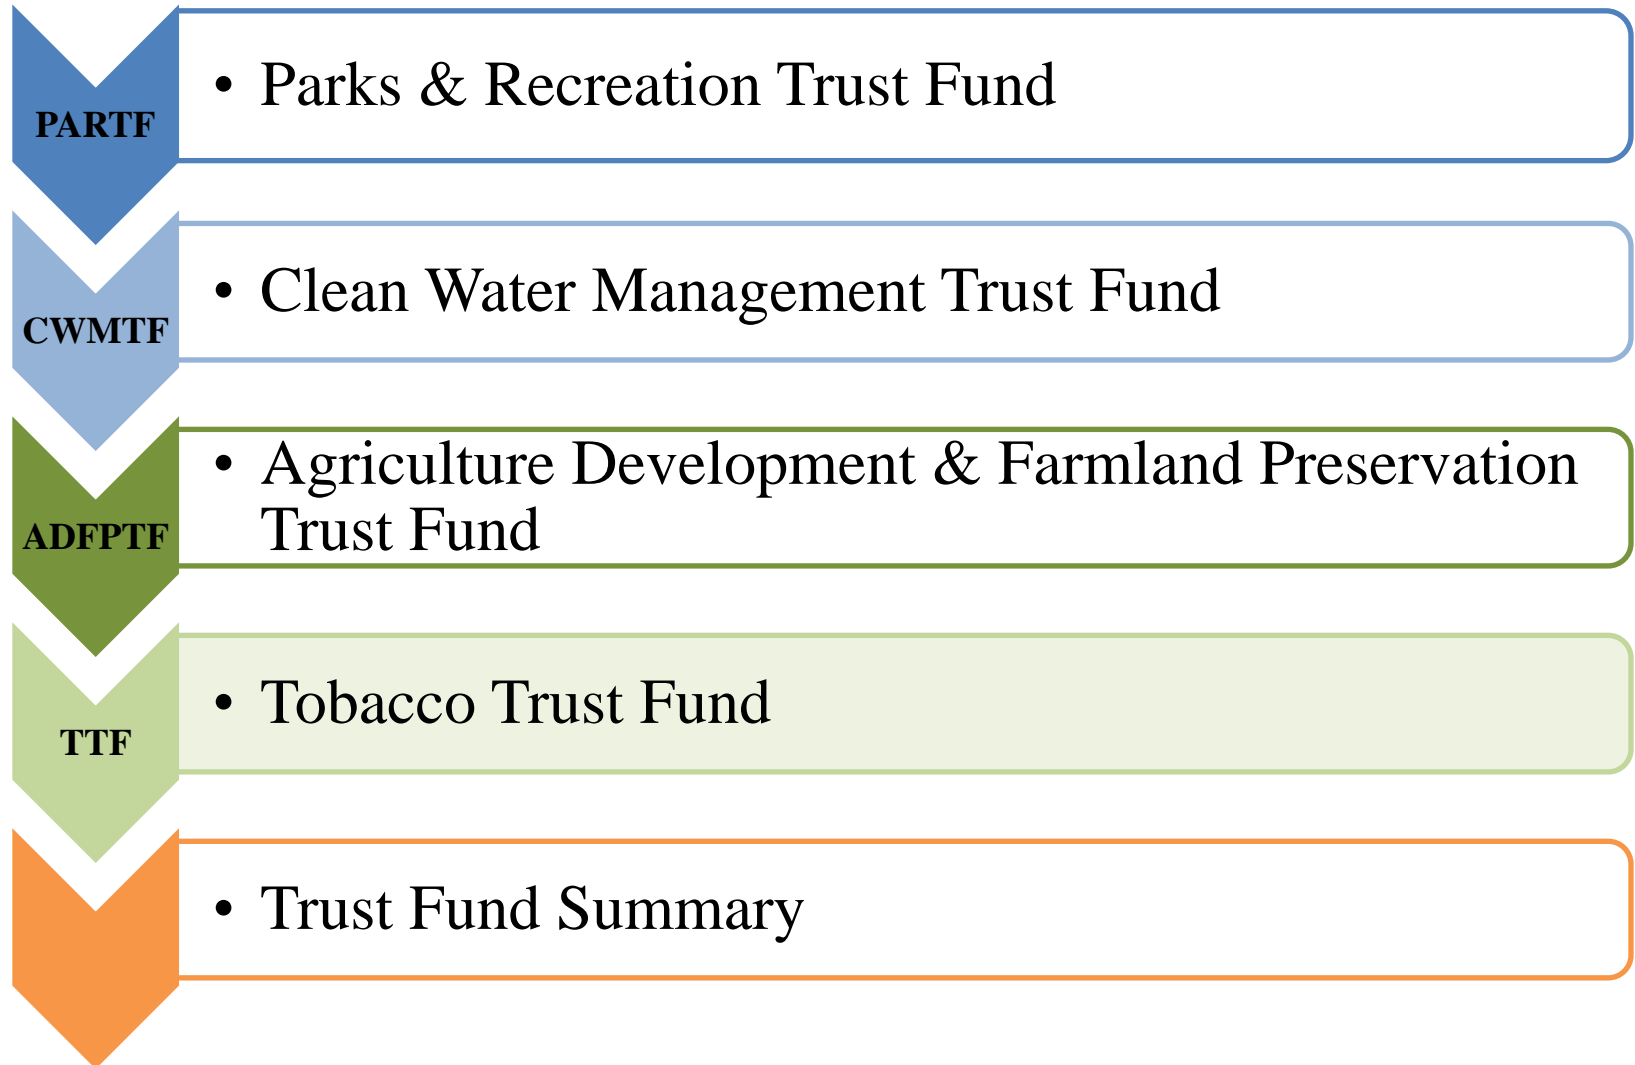 PARTF
• Parks & Recreation Trust Fund
CWMTF
• Clean Water Management Trust Fund
ADFPTF
• Agriculture Development & Farmland Preservation
Trust Fund
TTF
• Tobacco Trust Fund
• Trust Fund Summary